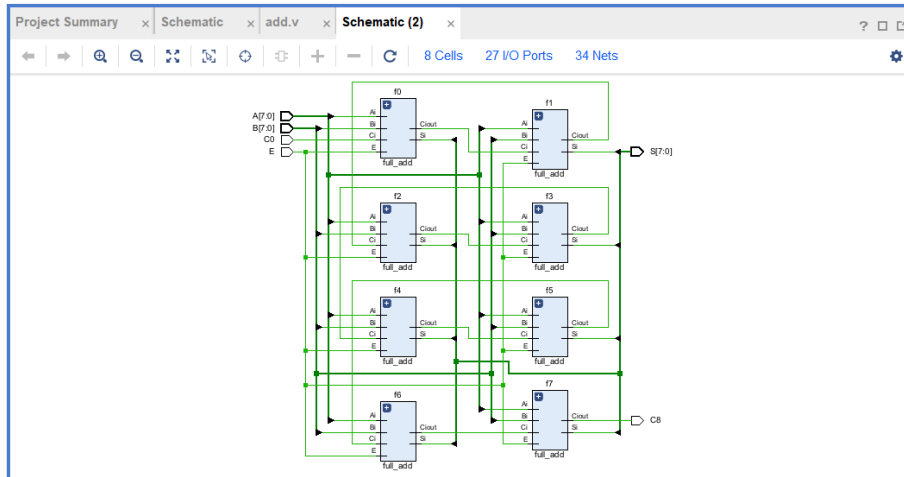 Project Summary × Schematic × add.v × Schematic (2) ×
8 Cells 27 I/O Ports 34 Nets
A[7:0]
B[7:0]
C0
E
S[7:0]
C8
f0
Ai
Bi
Ci
E
Ciout
Si
full_add
f1
Ai
Bi
Ci
E
Ciout
Si
full_add
f2
Ai
Bi
Ci
E
Ciout
Si
full_add
f3
Ai
Bi
Ci
E
Ciout
Si
full_add
f4
Ai
Bi
Ci
E
Ciout
Si
full_add
f5
Ai
Bi
Ci
E
Ciout
Si
full_add
f6
Ai
Bi
Ci
E
Ciout
Si
full_add
f7
Ai
Bi
Ci
E
Ciout
Si
full_add